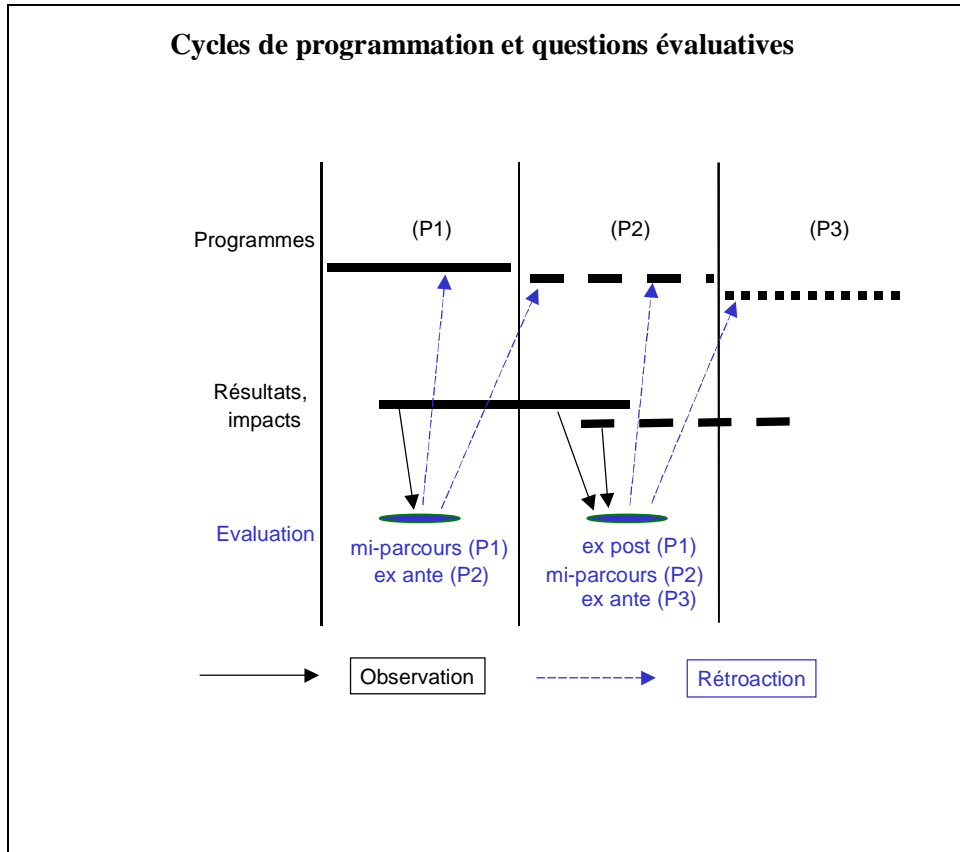 Cycles de programmation et questions évaluatives
Programmes
(P1)
(P2)
(P3)
Résultats,
impacts
Evaluation
mi-parcours (P1)
ex ante (P2)
ex post (P1)
mi-parcours (P2)
ex ante (P3)
Observation
Rétroaction